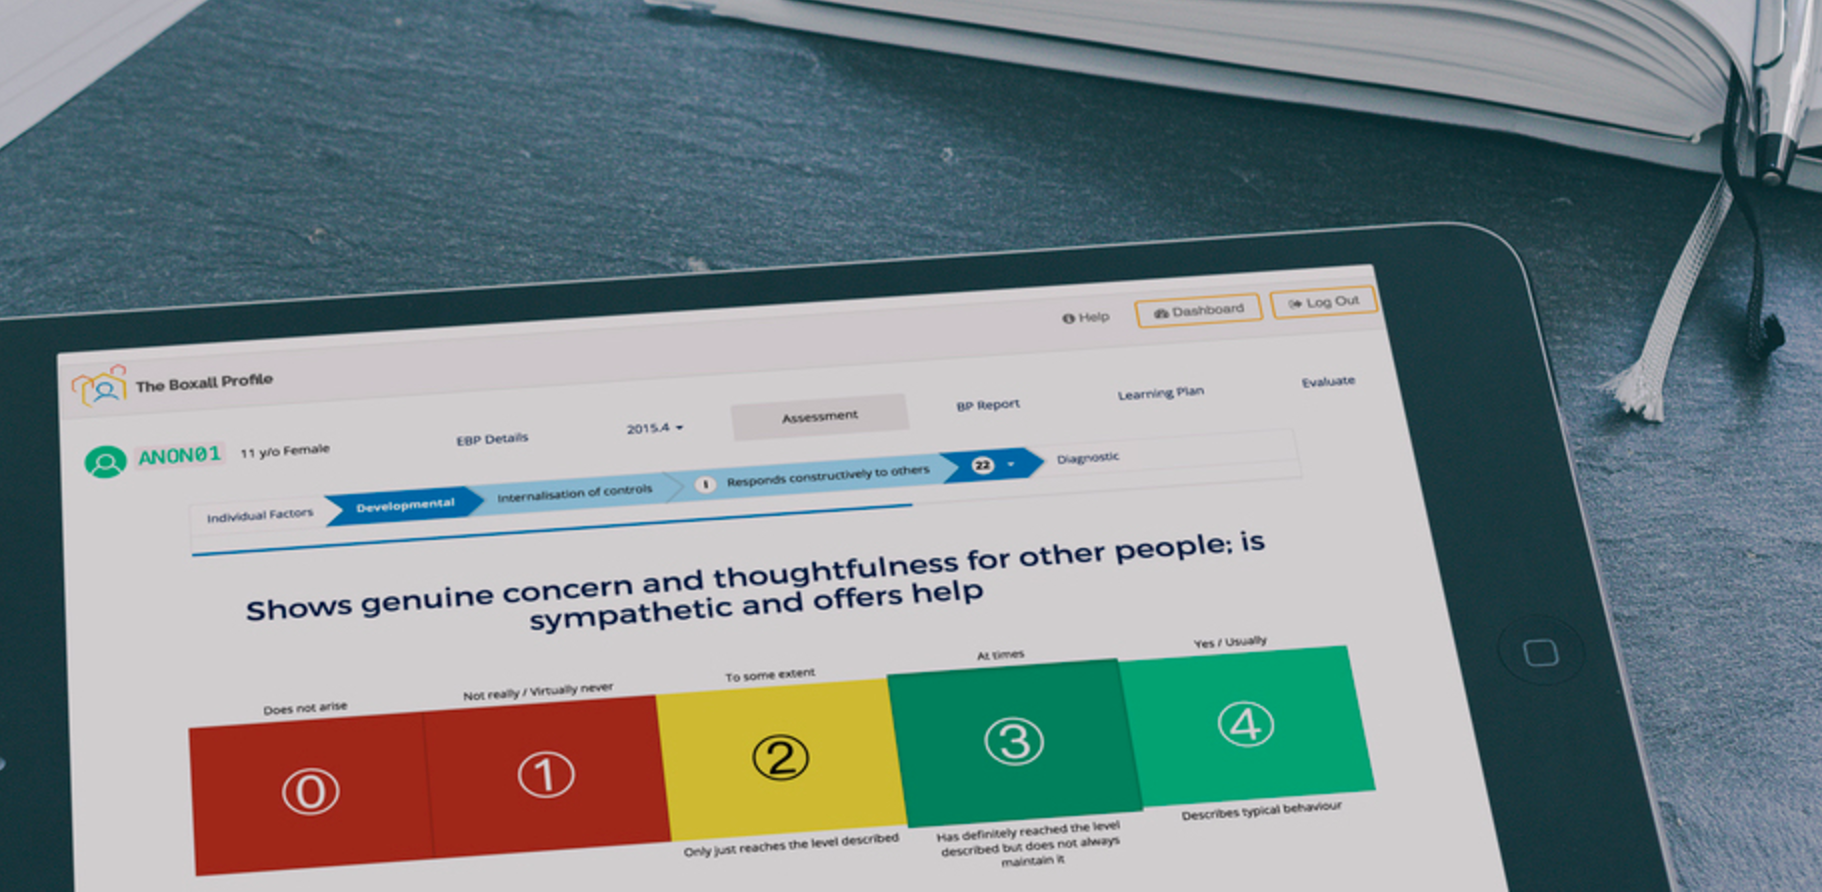 Help
Dashboard
Log Out
The Boxall Profile
ANON01
11 y/o Female
EBP Details
2015.4
Assessment
BP Report
Learning Plan
Evaluate
Individual Factors
Developmental
Internalisation of controls
I
Responds constructively to others
22
Diagnostic
Shows genuine concern and thoughtfulness for other people; is
sympathetic and offers help
Does not arise
Not really / Virtually never
To some extent
At times
Yes / Usually
0
1
2
3
4
Only just reaches the level described
Has definitely reached the level
described but does not always
maintain it
Describes typical behaviour